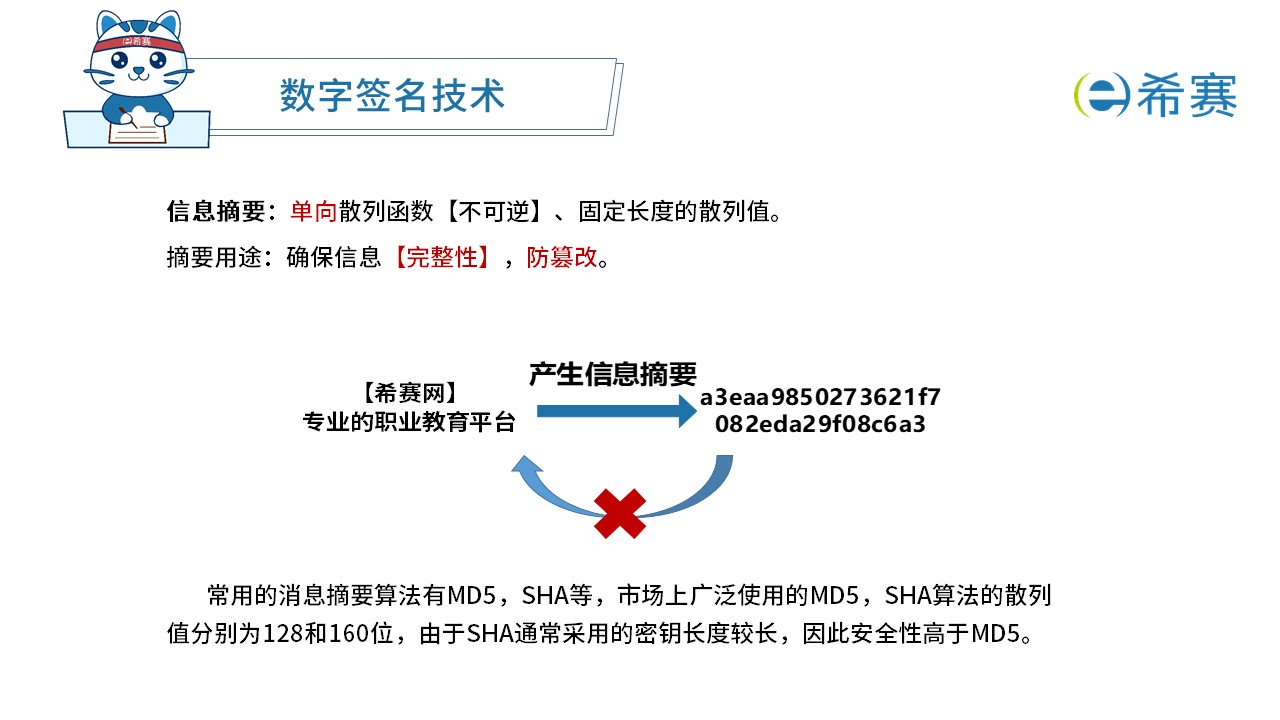 希赛
数字签名技术
希赛
信息摘要：单向散列函数【不可逆】、固定长度的散列值。
摘要用途：确保信息【完整性】，防篡改。
【希赛网】
专业的职业教育平台
产生信息摘要
a3eaa9850273621f7
082eda29f08c6a3
常用的消息摘要算法有MD5，SHA等，市场上广泛使用的MD5，SHA算法的散列
值分别为128和160位，由于SHA通常采用的密钥长度较长，因此安全性高于MD5。